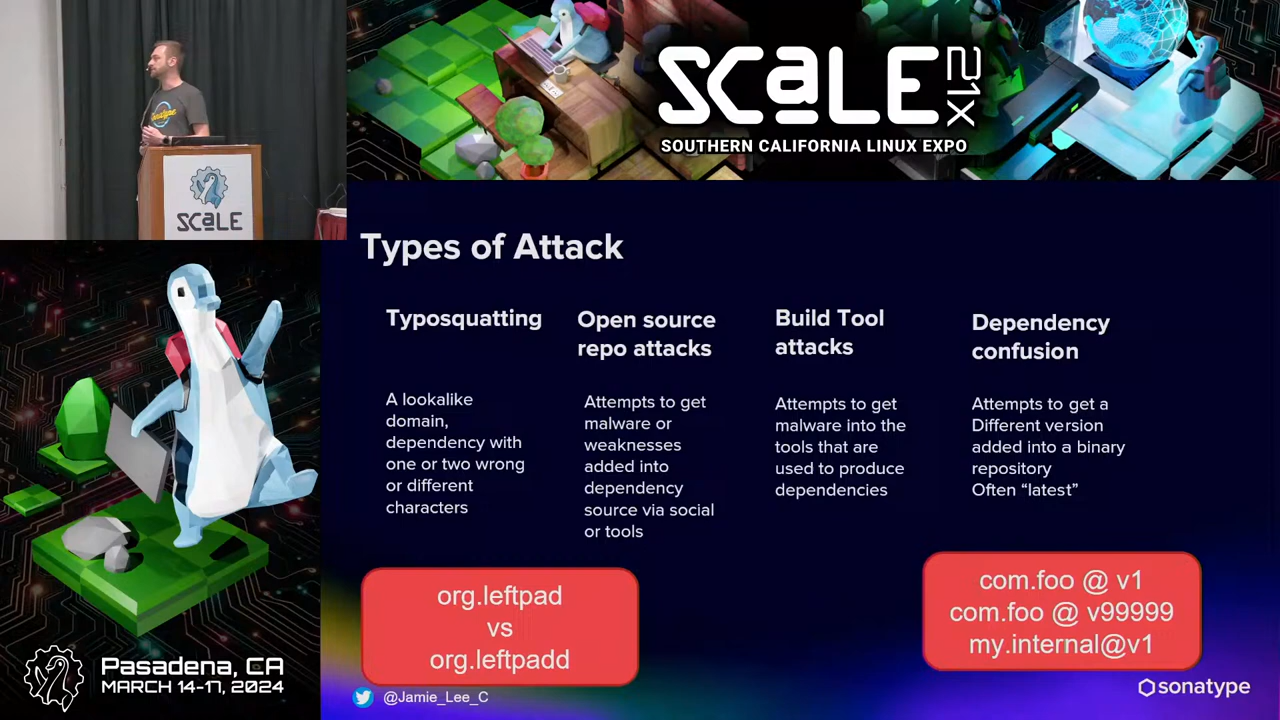 SCaLE 21X
SOUTHERN CALIFORNIA LINUX EXPO
SCaLE
Types of Attack
Typosquatting
A lookalike
domain,
dependency with
one or two wrong
or different
characters
Open source
repo attacks
Attempts to get
malware or
weaknesses
added into
dependency
source via social
or tools
Build Tool
attacks
Attempts to get
malware into the
tools that are
used to produce
dependencies
Dependency
confusion
Attempts to get a
Different version
added into a binary
repository
Often “latest”
org.leftpad
vs
org.leftpadd
com.foo @ v1
com.foo @ v99999
my.internal@v1
@Jamie_Lee_C
sonatype
Pasadena, CA
MARCH 14-17, 2024